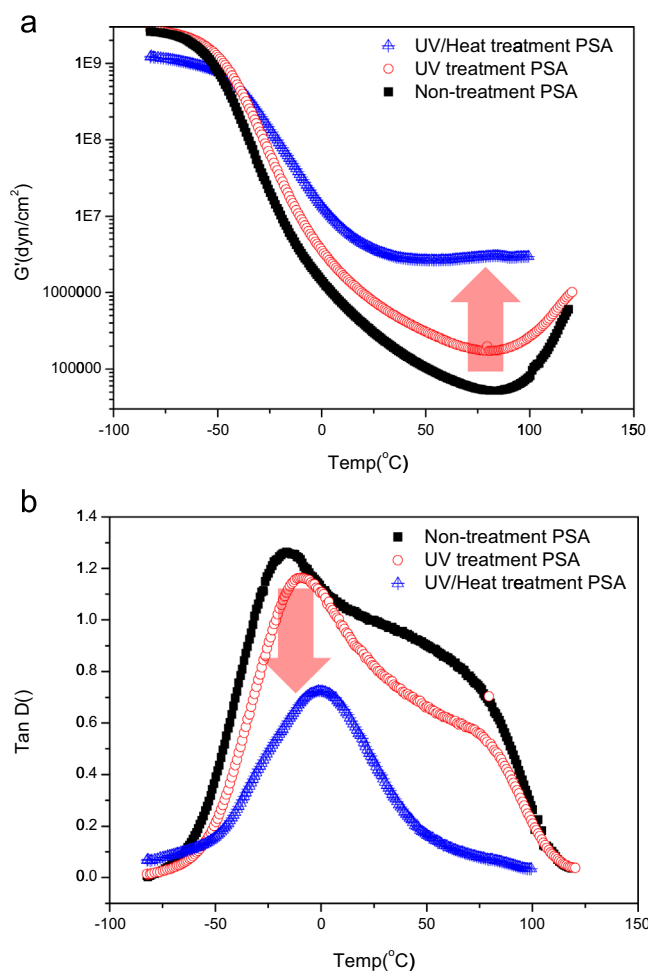 a
UV/Heat treatment PSA
UV treatment PSA
Non-treatment PSA
1E9
1E8
1E7
1000000
100000
G'(dyn/cm²)
-100 -50 0 50 100 150
Temp(°C)
b
1.4
1.2
1.0
0.8
0.6
0.4
0.2
0.0
Tan D()
Non-treatment PSA
UV treatment PSA
UV/Heat treatment PSA
-100 -50 0 50 100 150
Temp(°C)